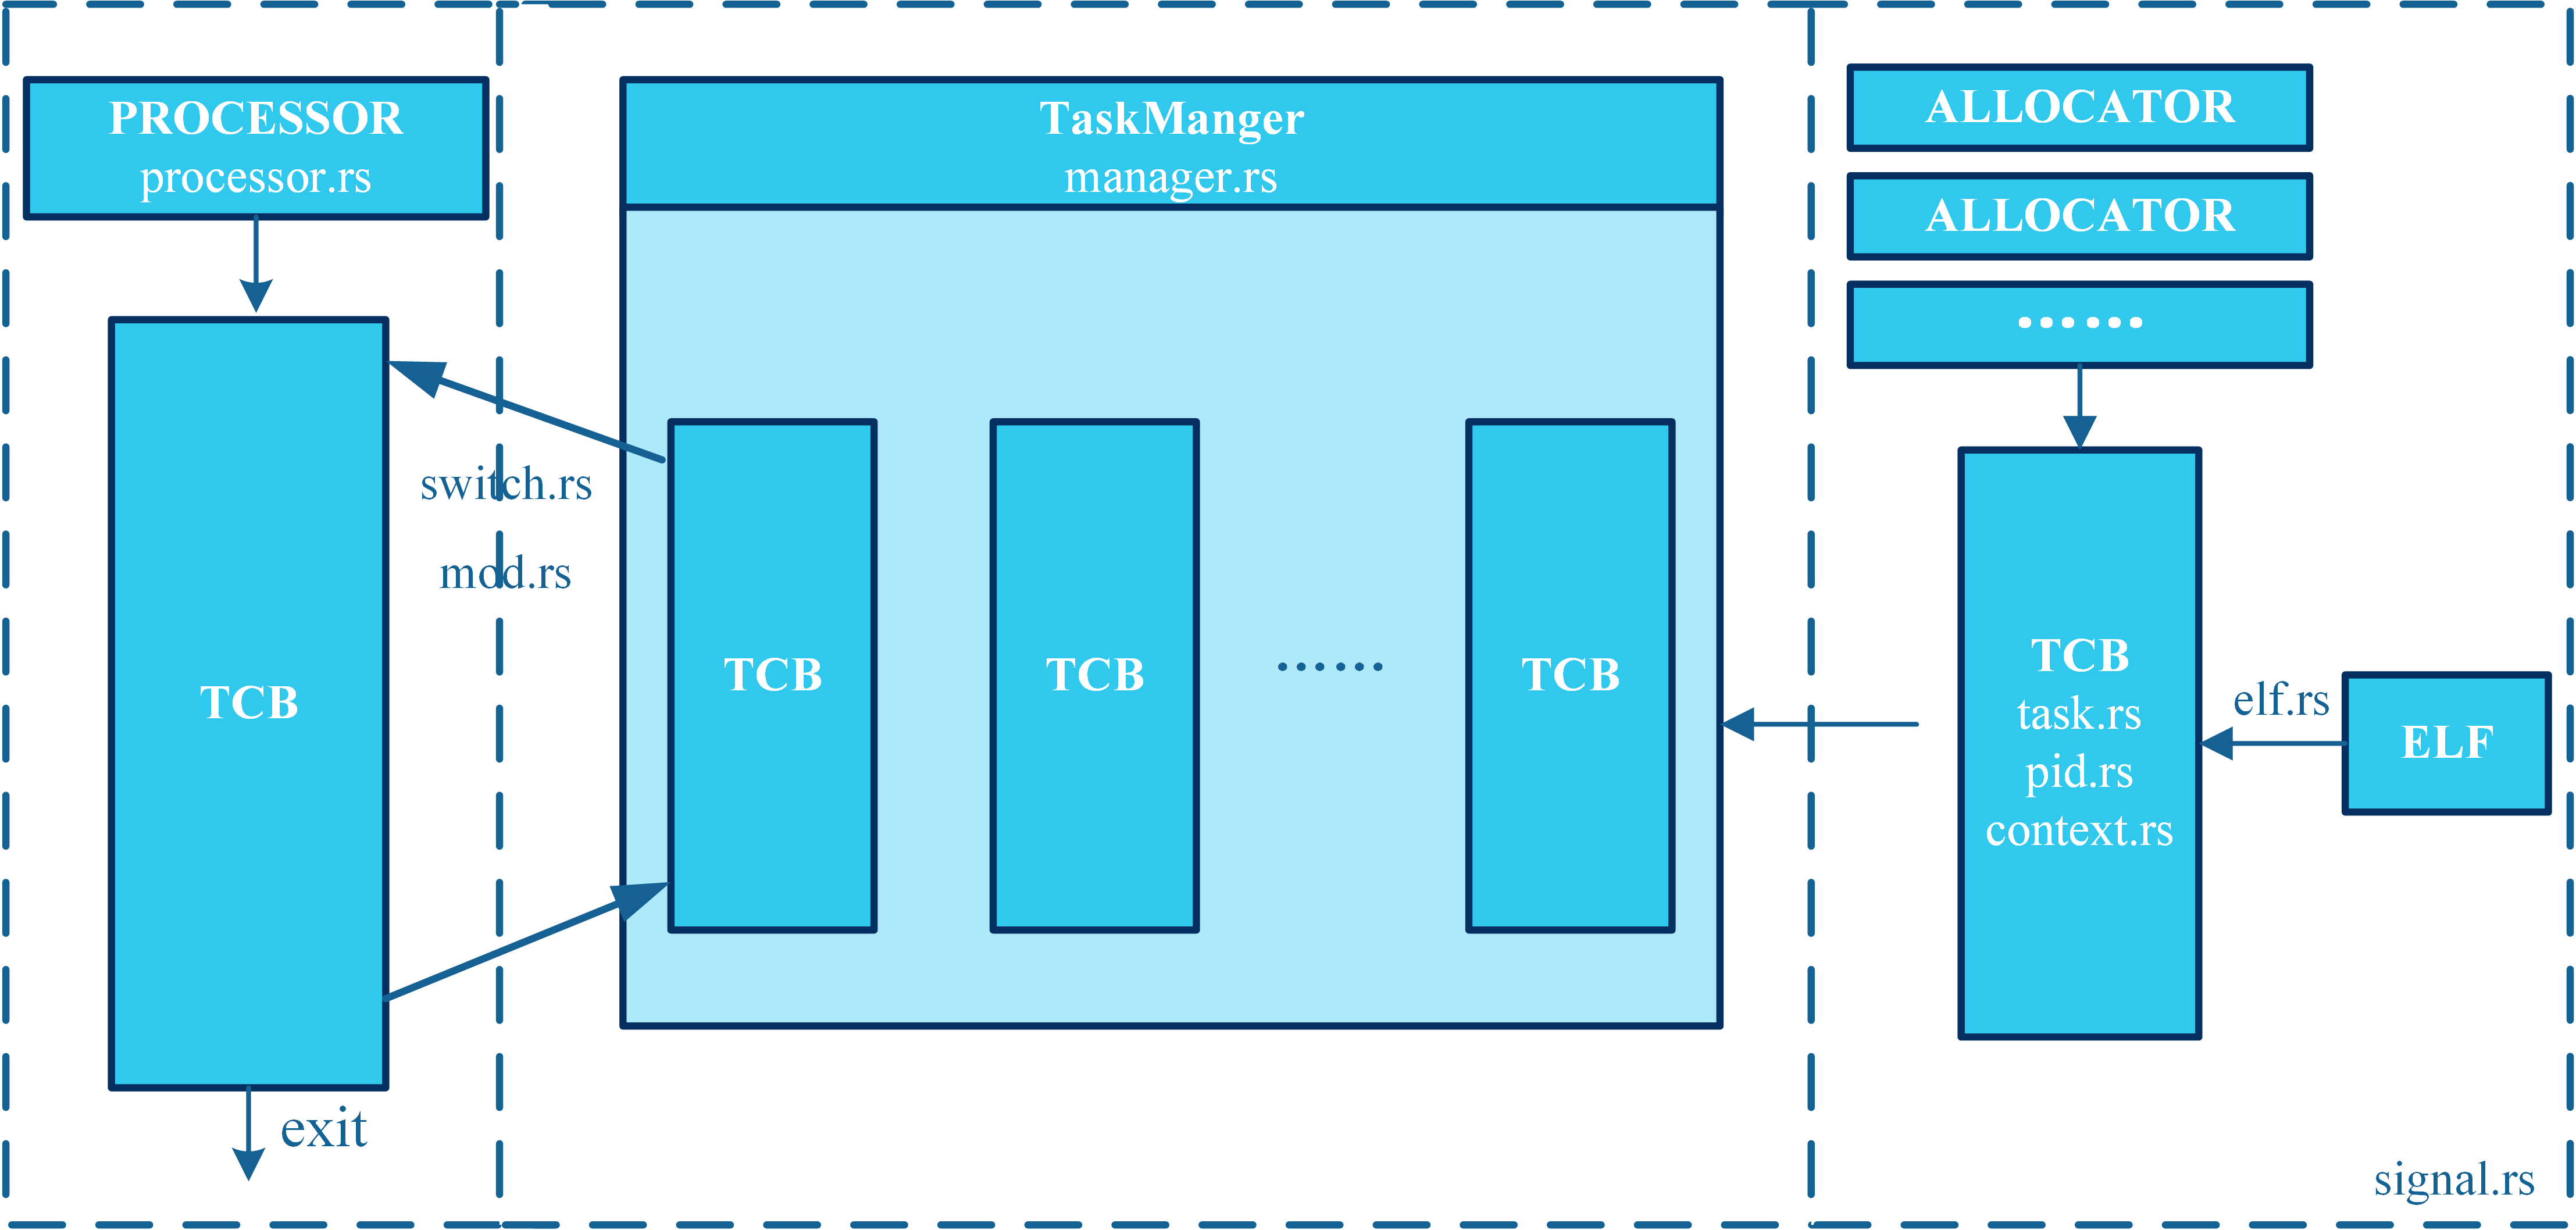 PROCESSOR
processor.rs
TCB
exit
switch.rs
mod.rs
TaskManger
manager.rs
TCB
TCB
......
TCB
ALLOCATOR
ALLOCATOR
......
TCB
task.rs
pid.rs
context.rs
elf.rs
ELF
signal.rs